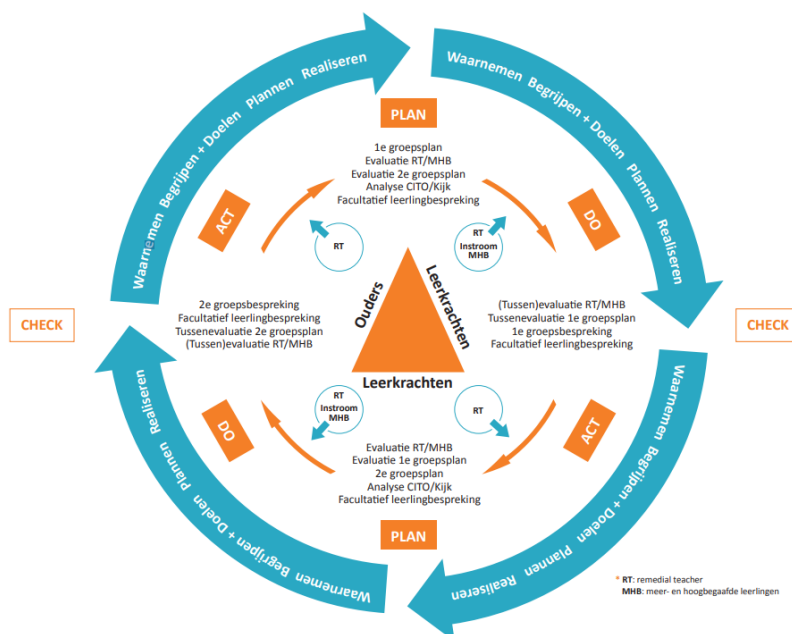 Waarnemen Begrijpen + Doelen Plannen Realiseren
Waarnemen Begrijpen + Doelen Plannen Realiseren
PLAN
1e groepsplan
Evaluatie RT/MHB
Evaluatie 2e groepsplan
Analyse CITO/Kijk
Facultatief leerlingbespreking
ACT
DO
RT
RT
Instroom
MHB
CHECK
2e groepsbespreking
Facultatief leerlingbespreking
Tussenevaluatie 2e groepsplan
(Tussen)evaluatie RT/MHB
Ouders
Leerkrachten
Leerkrachten
(Tussen)evaluatie RT/MHB
Tussenevaluatie 1e groepsplan
1e groepsbespreking
Facultatief leerlingbespreking
CHECK
RT
Instroom
MHB
RT
DO
ACT
Evaluatie RT/MHB
Evaluatie 1e groepsplan
2e groepsplan
Analyse CITO/Kijk
Facultatief leerlingbespreking
PLAN
Waarnemen Begrijpen + Doelen Plannen Realiseren
Waarnemen Begrijpen + Doelen Plannen Realiseren
* RT: remedial teacher
MHB: meer- en hoogbegaafde leerlingen